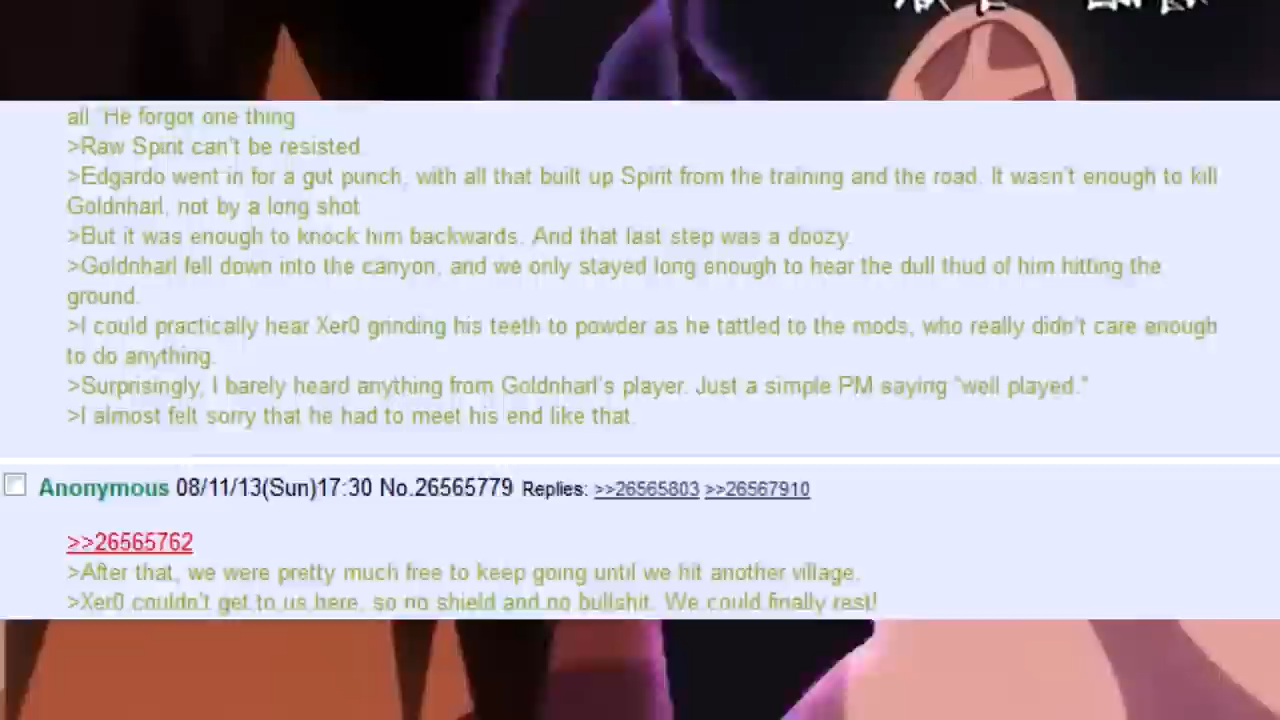 all "He forgot one thing
>Raw Spirit can't be resisted.
>Edgardo went in for a gut punch, with all that built up Spirit from the training and the road. It wasn't enough to kill
Goldnharl, not by a long shot
>But it was enough to knock him backwards. And that last step was a doozy.
>Goldnharl fell down into the canyon, and we only stayed long enough to hear the dull thud of him hitting the
ground.
>I could practically hear Xer0 grinding his teeth to powder as he tattled to the mods, who really didn't care enough
to do anything.
>Surprisingly, I barely heard anything from Goldnharl's player. Just a simple PM saying "well played."
>I almost felt sorry that he had to meet his end like that.
Anonymous 08/11/13(Sun)17:30 No.26565779 Replies: >>26565803 >>26567910
>>26565762
>After that, we were pretty much free to keep going until we hit another village.
>Xer0 couldn't get to us here, so no shield and no bullshit. We could finally rest!